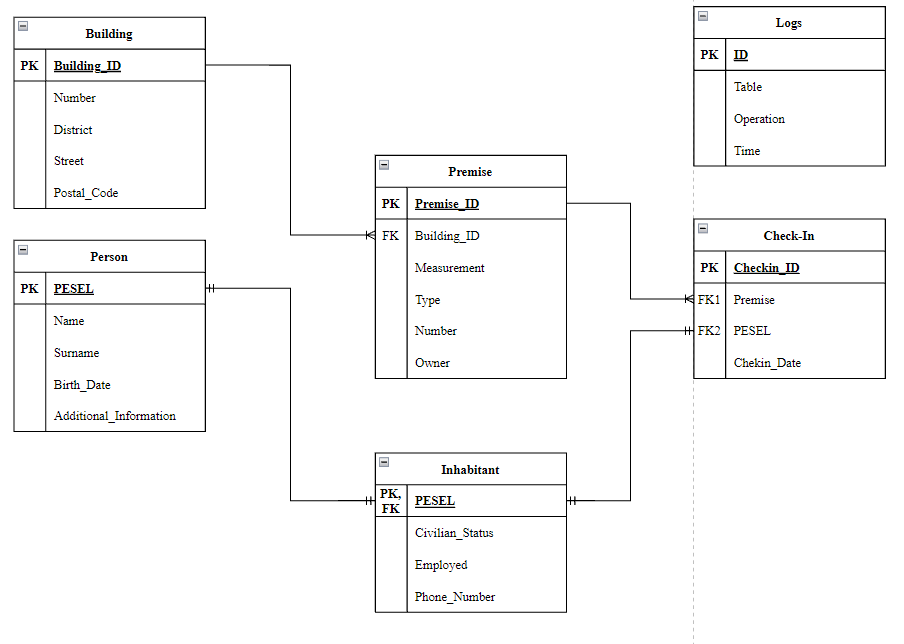 Building
PK Building_ID
Number
District
Street
Postal_Code
Person
PK PESEL
Name
Surname
Birth_Date
Additional_Information
Premise
PK Premise_ID
FK Building_ID
Measurement
Type
Number
Owner
Inhabitant
PK,
FK PESEL
Civilian_Status
Employed
Phone_Number
Logs
PK ID
Table
Operation
Time
Check-In
PK Checkin_ID
FK1 Premise
FK2 PESEL
Chekin_Date